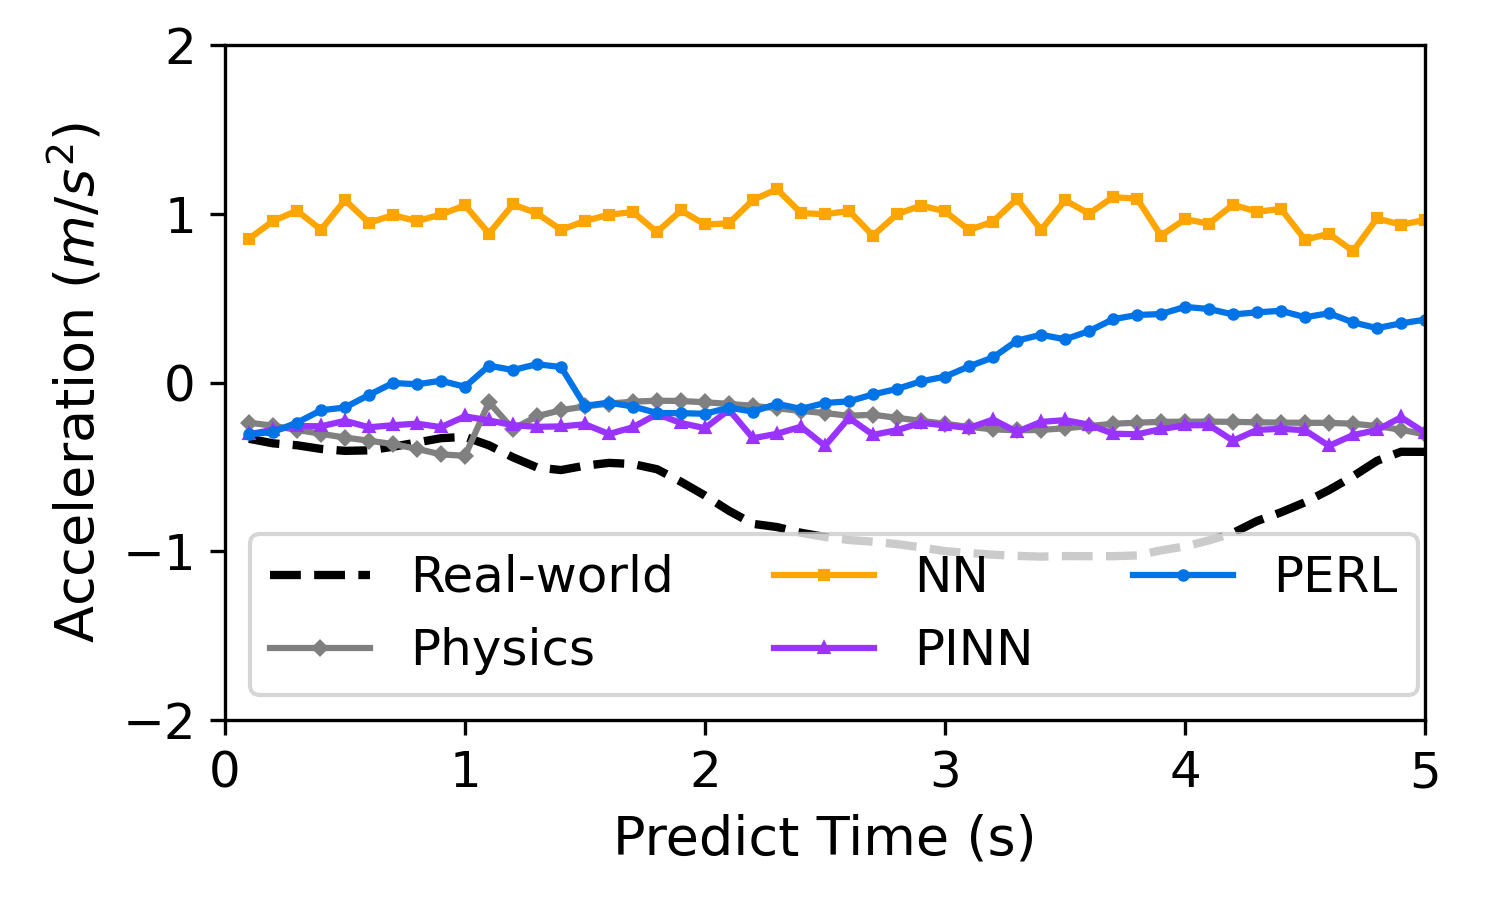 2
1
0
−1
−2
Acceleration (m/s²)
Real-world
NN
PERL
Physics
PINN
0 1 2 3 4 5
Predict Time (s)